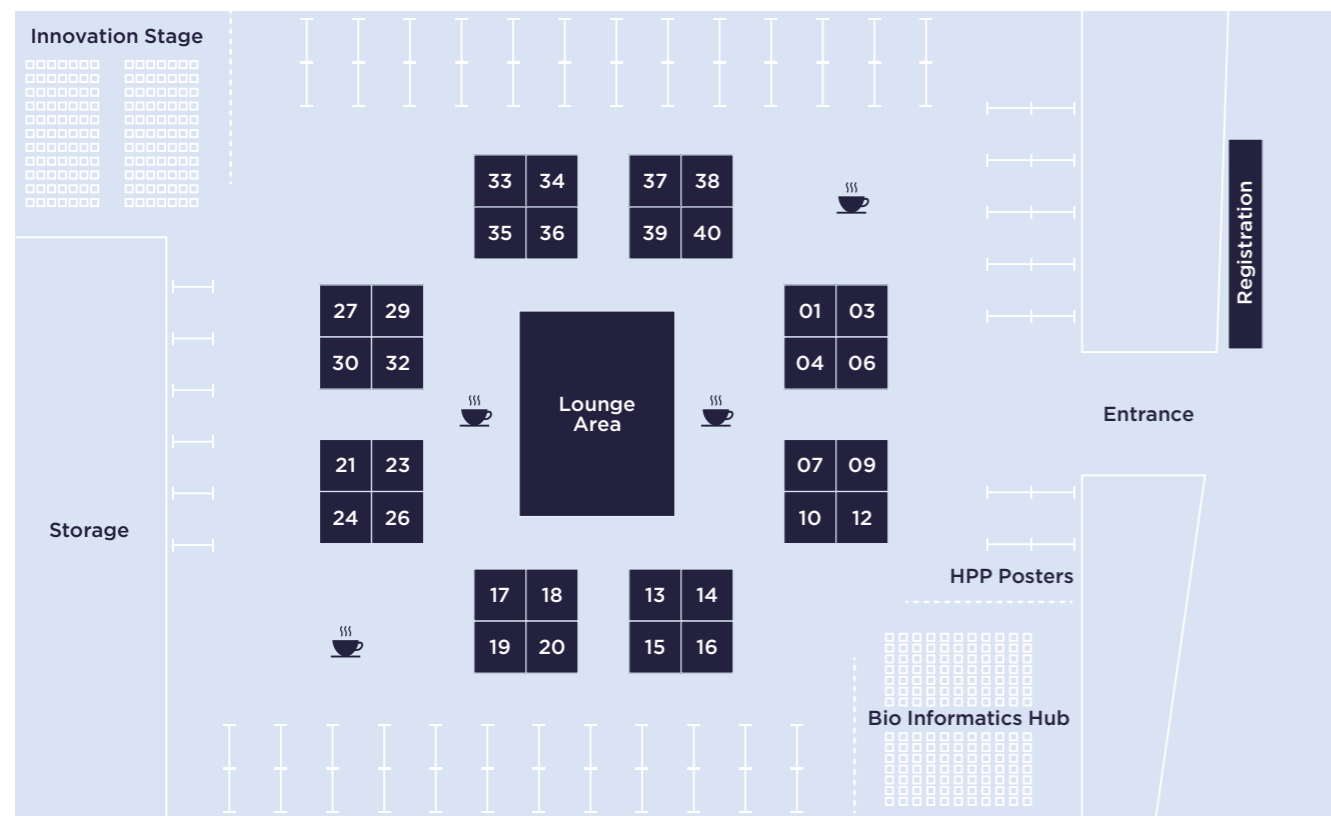 Innovation Stage
33 34
35 36
37 38
39 40
Registration
27 29
30 32
01 03
04 06
Lounge
Area
Entrance
21 23
24 26
07 09
10 12
Storage
HPP Posters
17 18
19 20
13 14
15 16
Bio Informatics Hub